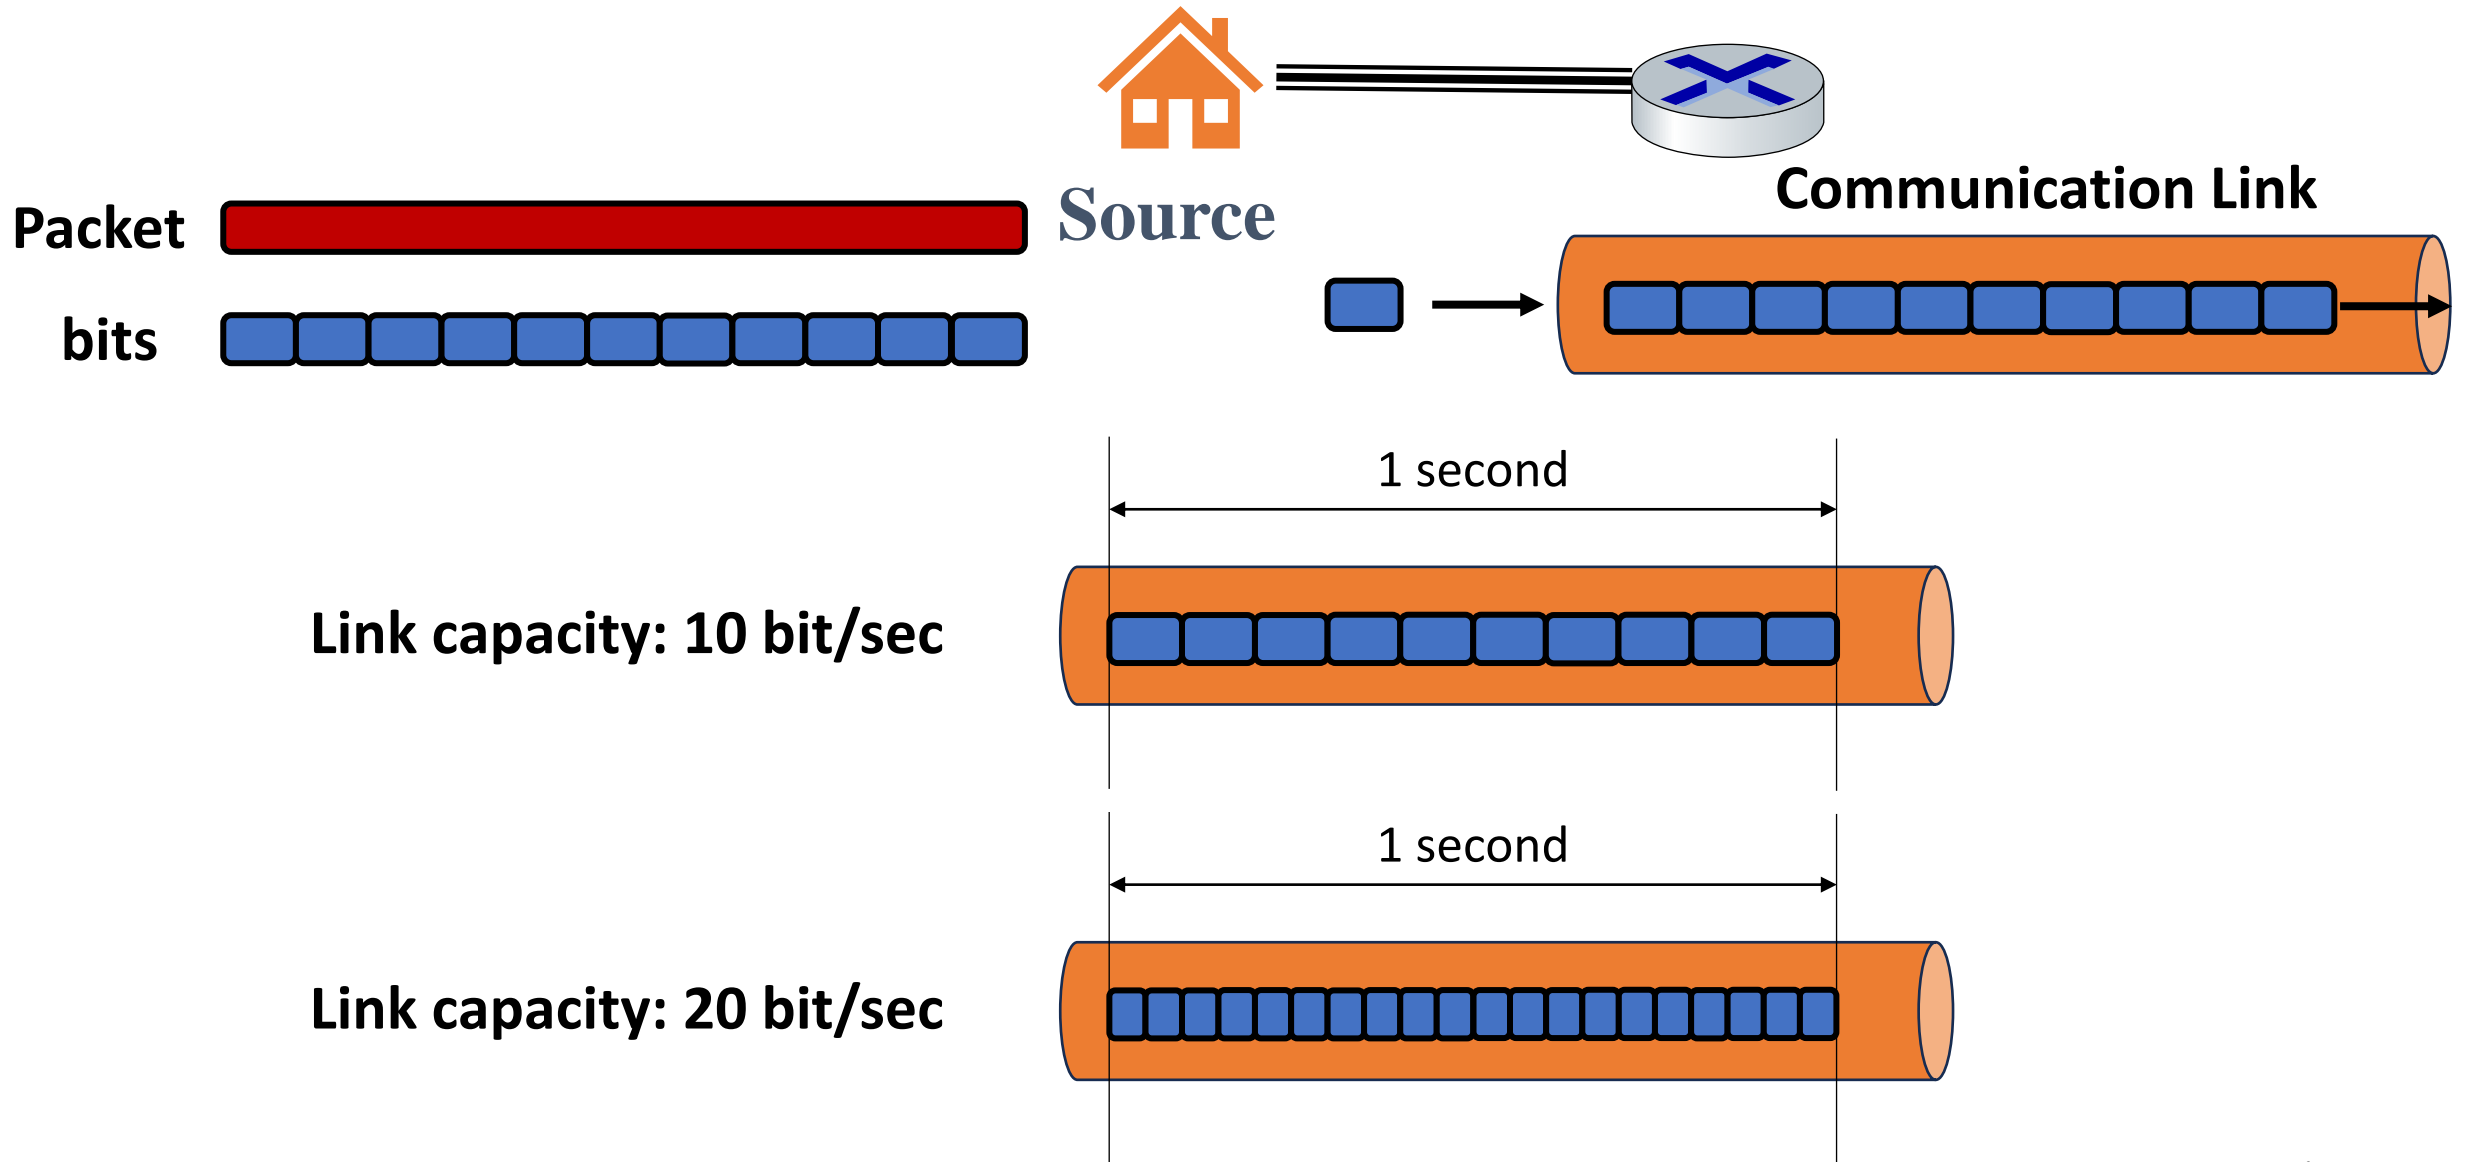 Communication Link
Packet
Source
bits
1 second
Link capacity: 10 bit/sec
1 second
Link capacity: 20 bit/sec